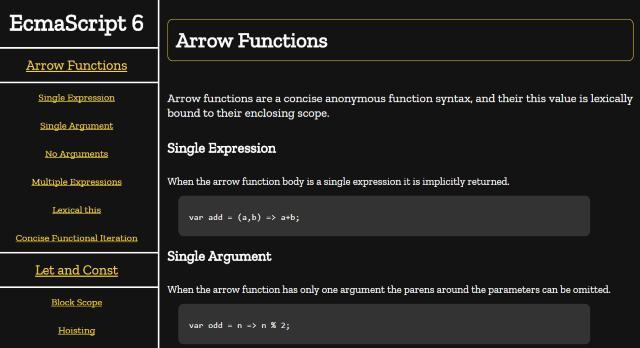 EcmaScript 6
Arrow Functions
Single Expression
Single Argument
No Arguments
Multiple Expressions
Lexical this
Concise Functional Iteration
Let and Const
Block Scope
Hoisting
Arrow Functions
Arrow functions are a concise anonymous function syntax, and their this value is lexically
bound to their enclosing scope.
Single Expression
When the arrow function body is a single expression it is implicitly returned.
var add = (a,b) => a+b;
Single Argument
When the arrow function has only one argument the parens around the parameters can be omitted.
var odd = n => n % 2;